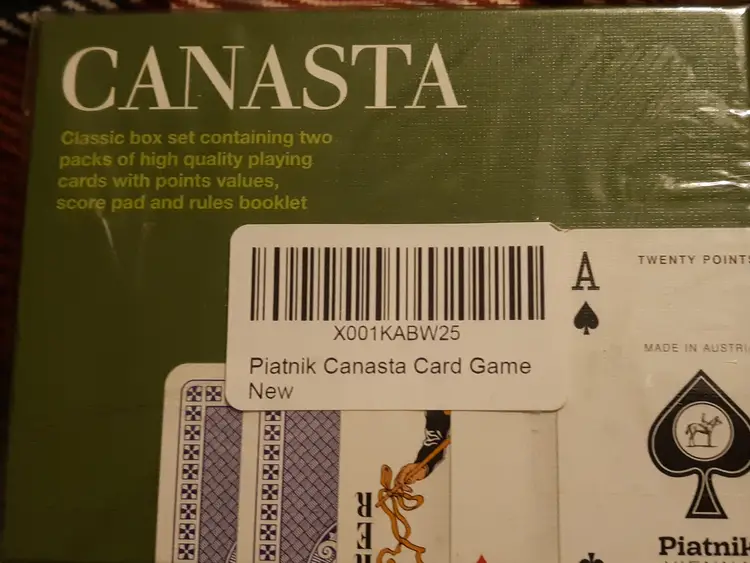 CANASTA
Classic box set containing two
packs of high quality playing
cards with points values,
score pad and rules booklet
X001KABW25
Piatnik Canasta Card Game
New
A
TWENTY POINTS
MADE IN AUSTRI
Piatnik